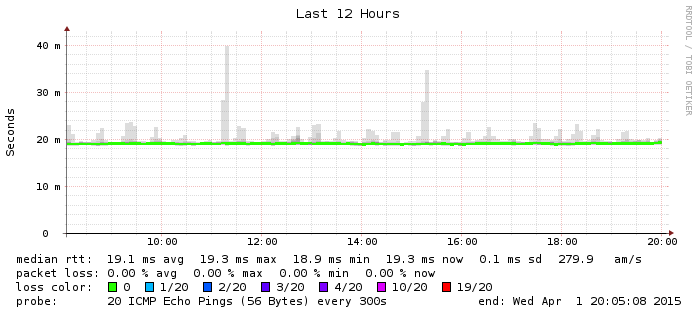 Last 12 Hours
RRDTOOL / TOBI OETIKER
Seconds
40 m
30 m
20 m
10 m
0
10:00 12:00 14:00 16:00 18:00 20:00
median rtt: 19.1 ms avg 19.3 ms max 18.9 ms min 19.3 ms now 0.1 ms sd 279.9 am/s
packet loss: 0.00 % avg 0.00 % max 0.00 % min 0.00 % now
loss color: 0 1/20 2/20 3/20 4/20 10/20 19/20
probe: 20 ICMP Echo Pings (56 Bytes) every 300s end: Wed Apr 1 20:05:08 2015